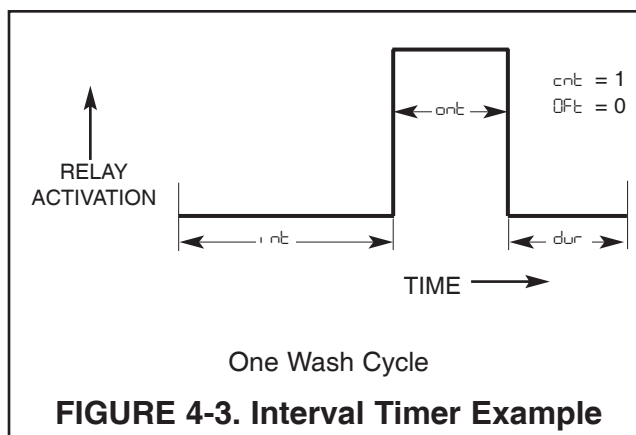 cnt = 1
OFt = 0
ont
RELAY
ACTIVATION
int
dur
TIME
One Wash Cycle
FIGURE 4-3. Interval Timer Example